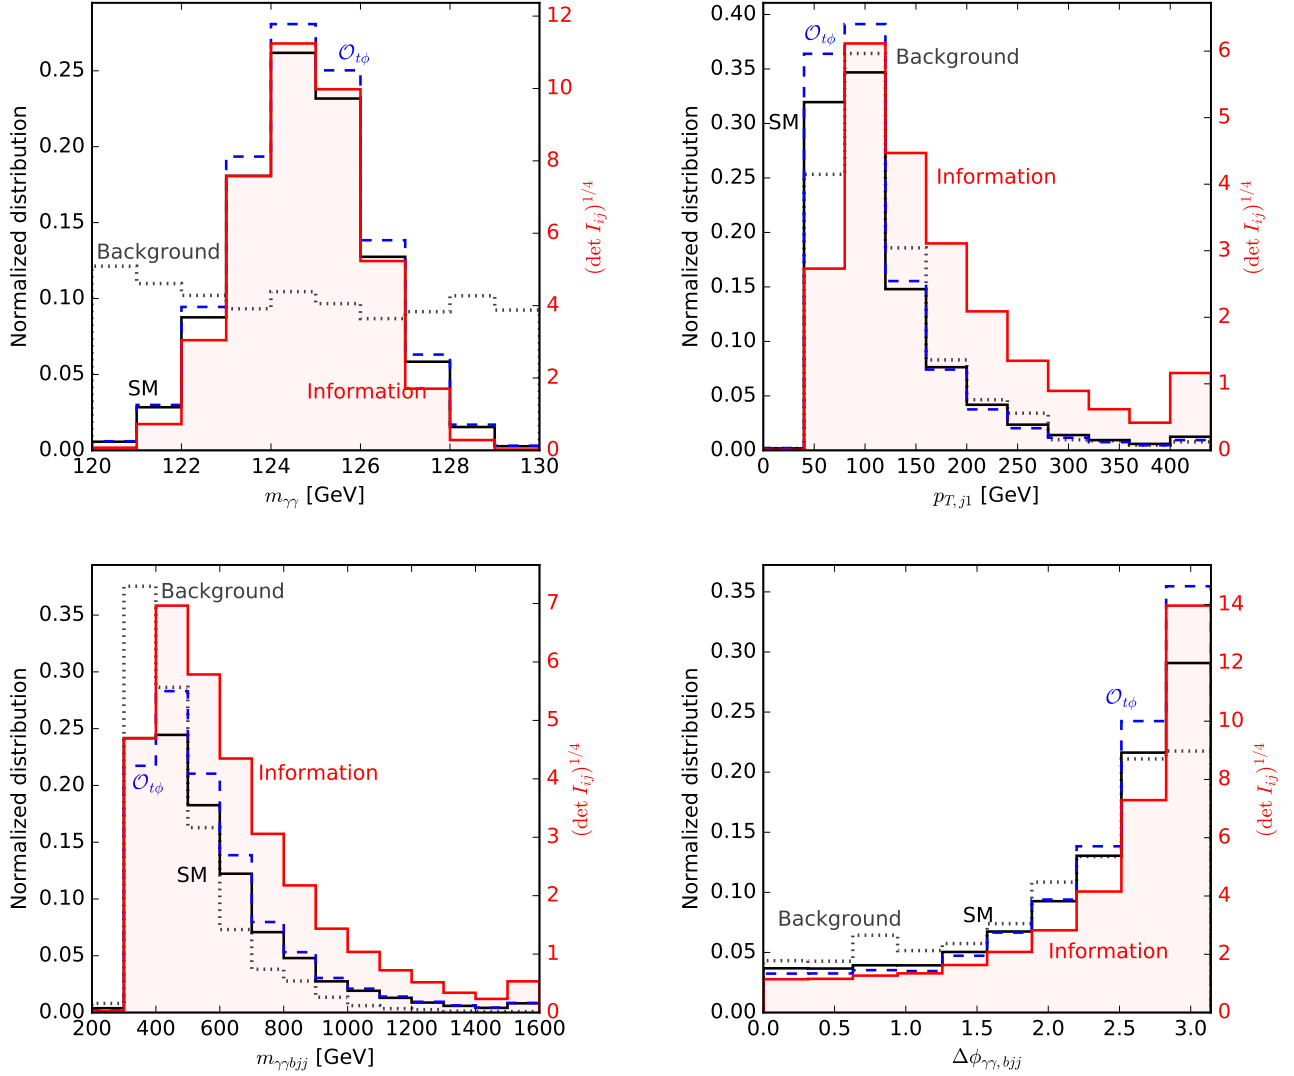 12
0.40
𝒪tϕ
𝒪tϕ
6
0.25
Background
0.35
10
5
0.20
0.30
SM
Normalized distribution
8
Information
4
0.25
(det Iij)^1/4
0.15
6
0.20
3
Background
0.10
4
0.15
2
SM
Information
0.10
0.05
2
1
0.05
0.00
0
0.00
0
120 122 124 126 128 130
0 50 100 150 200 250 300 350 400
mγγ [GeV]
pT,j1 [GeV]
Normalized distribution
(det Iij)^1/4
Background
0.35
7
0.35
14
0.30
6
0.30
12
𝒪tϕ
0.25
5
0.25
10
Normalized distribution
Information
(det Iij)^1/4
𝒪tϕ
0.20
4
0.20
8
0.15
3
0.15
6
SM
0.10
2
0.10
4
Background
SM
Information
0.05
1
0.05
2
0.00
0
0.00
0
200 400 600 800 1000 1200 1400 1600
0.0 0.5 1.0 1.5 2.0 2.5 3.0
mγγbjj [GeV]
Δϕγγ,bjj
Normalized distribution
(det Iij)^1/4